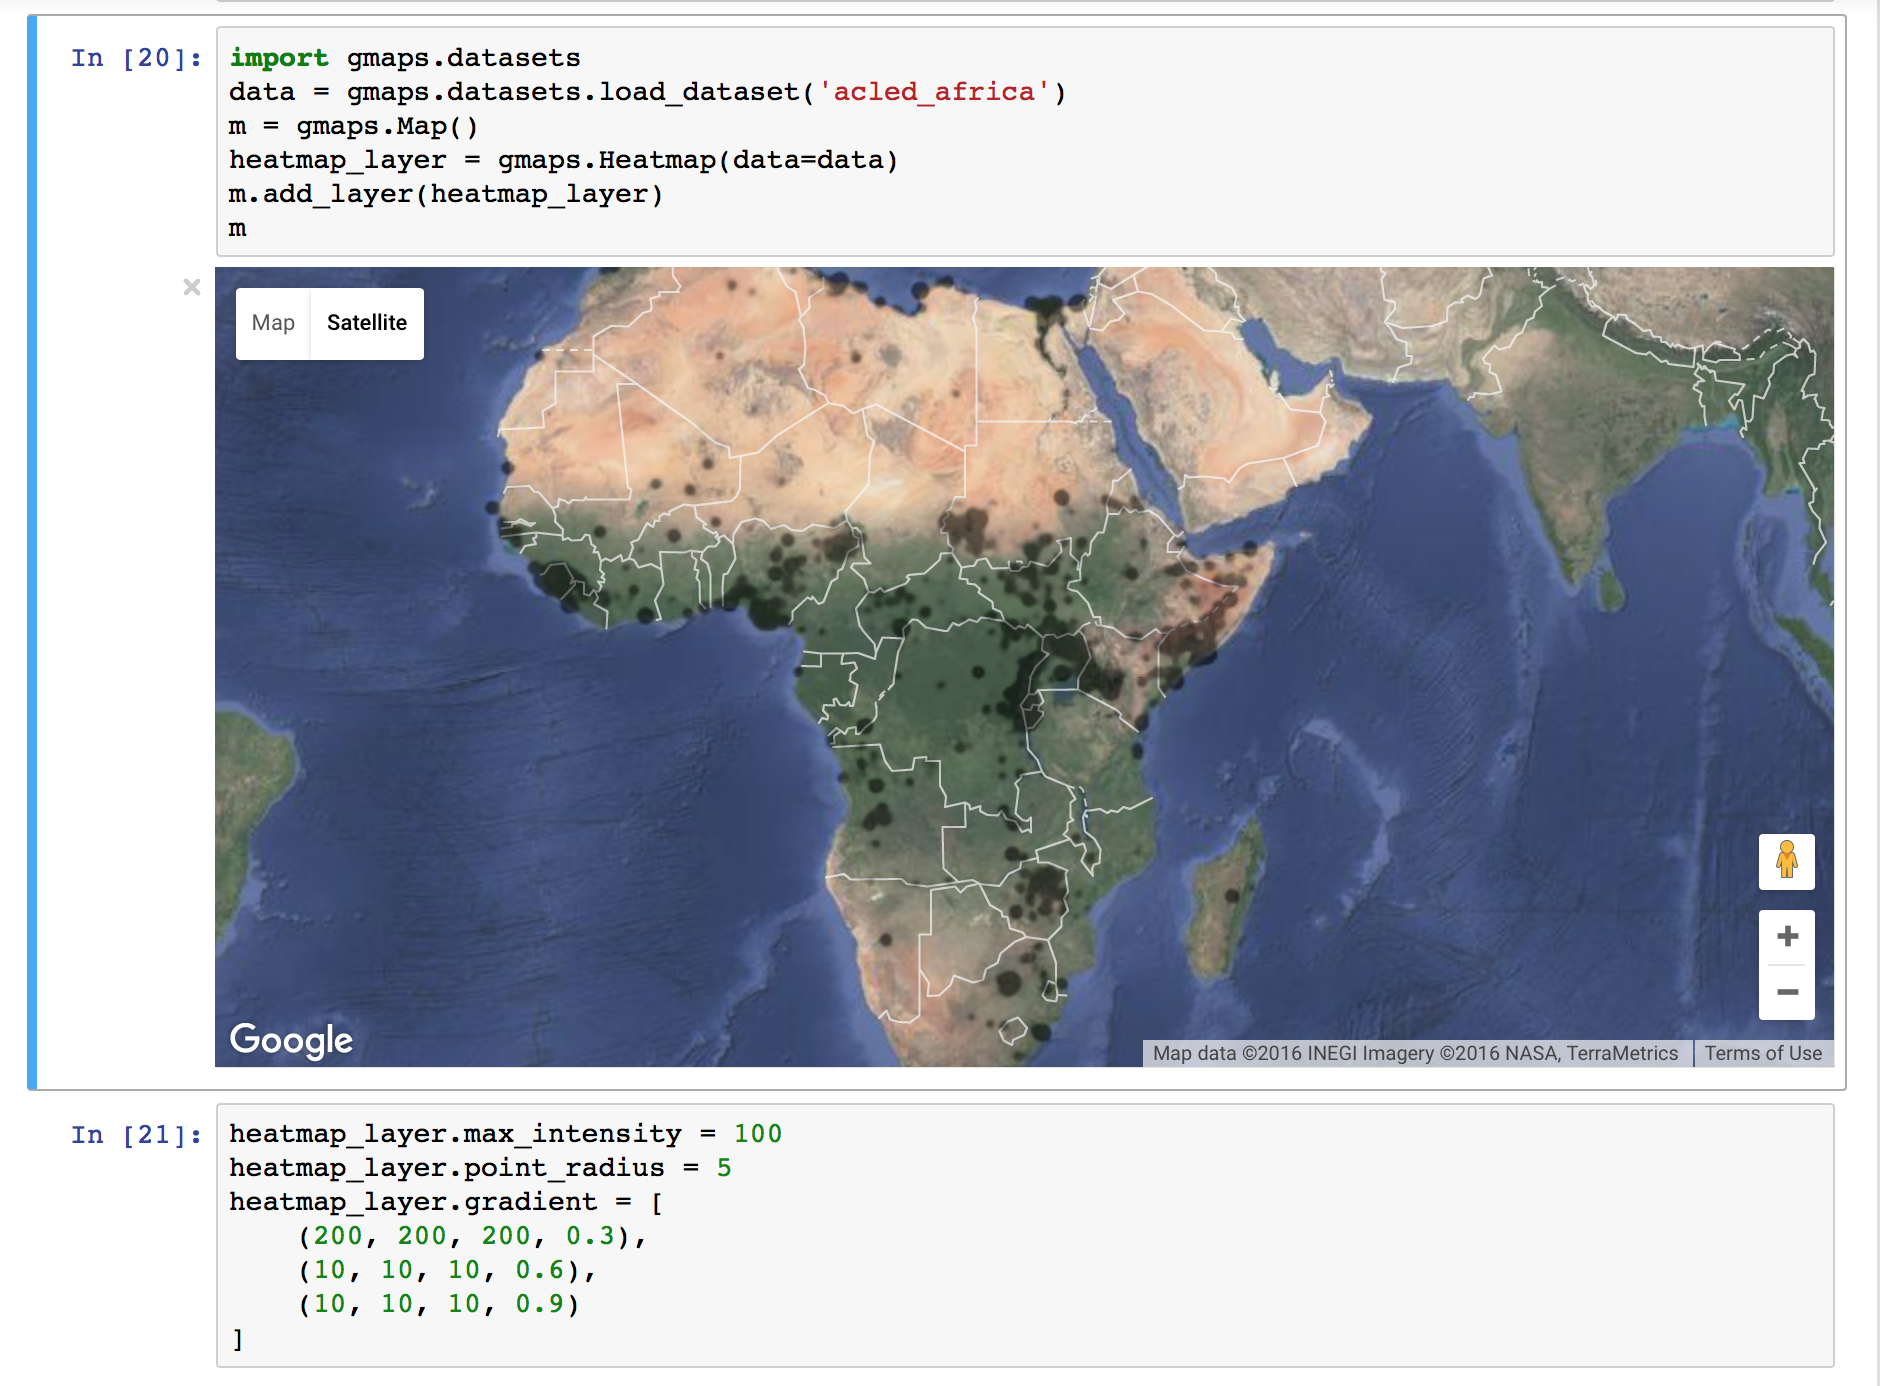 In [20]:
import gmaps.datasets
data = gmaps.datasets.load_dataset('acled_africa')
m = gmaps.Map()
heatmap_layer = gmaps.Heatmap(data=data)
m.add_layer(heatmap_layer)
m
Map Satellite
Google
Map data ©2016 INEGI Imagery ©2016 NASA, TerraMetrics Terms of Use
In [21]:
heatmap_layer.max_intensity = 100
heatmap_layer.point_radius = 5
heatmap_layer.gradient = [
    (200, 200, 200, 0.3),
    (10, 10, 10, 0.6),
    (10, 10, 10, 0.9)
]